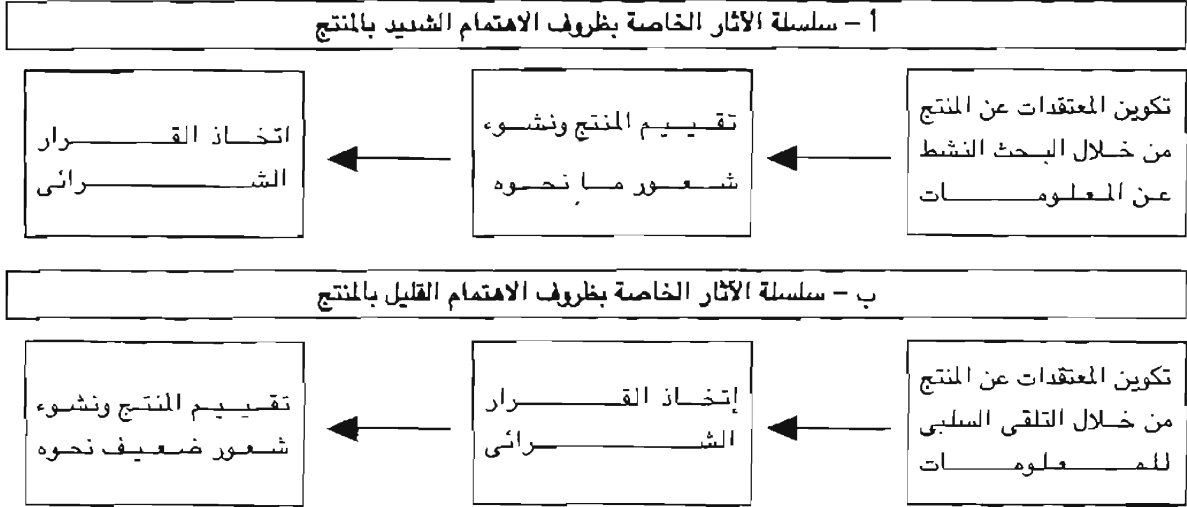 أ – سلسلة الآثار الخاصة بظروف الاهتمام الشديد بالمنتج
تكوين المعتقدات عن المنتج
من خلال البحث النشط
عن المعلومات
تقييم المنتج ونشوء
شعور ما نحوه
اتخاذ القرار
الشرائى
ب – سلسلة الآثار الخاصة بظروف الاهتمام القليل بالمنتج
تكوين المعتقدات عن المنتج
من خلال التلقى السلبى
للمعلومات
إتخاذ القرار
الشرائى
تقييم المنتج ونشوء
شعور ضعيف نحوه